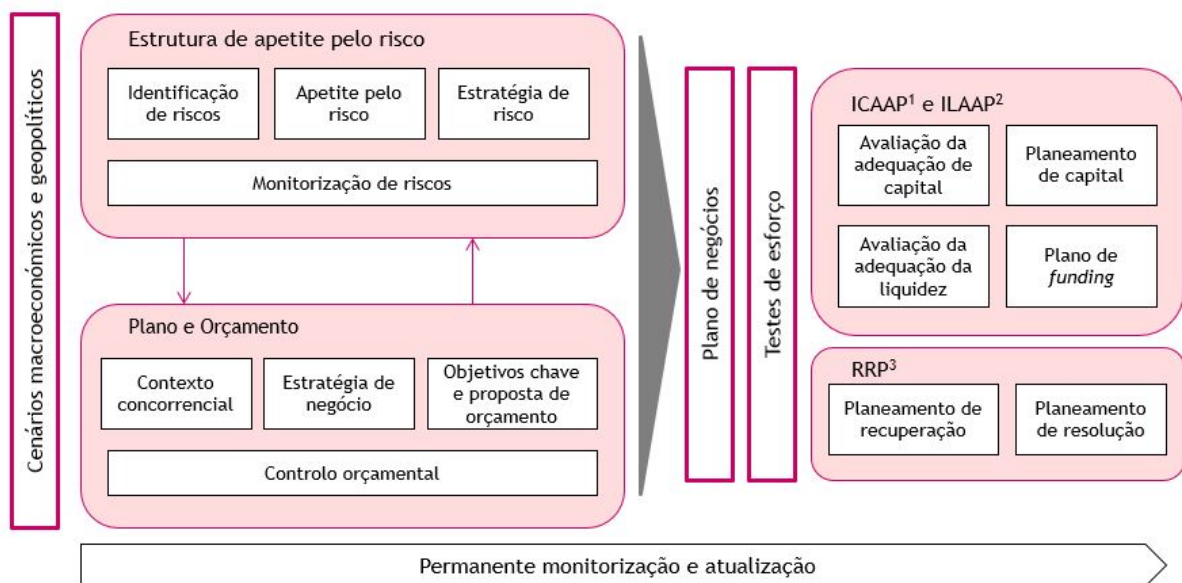 Cenários macroeconómicos e geopolíticos
Estrutura de apetite pelo risco
Identificação
de riscos
Apetite pelo
risco
Estratégia de
risco
Monitorização de riscos
Plano e Orçamento
Contexto
concorrencial
Estratégia de
negócio
Objetivos chave
e proposta de
orçamento
Controlo orçamental
Plano de negócios
Testes de esforço
ICAAP¹ e ILAAP²
Avaliação da
adequação de
capital
Planeamento
de capital
Avaliação da
adequação da
liquidez
Plano de
funding
RRP³
Planeamento de
recuperação
Planeamento
de resolução
Permanente monitorização e atualização